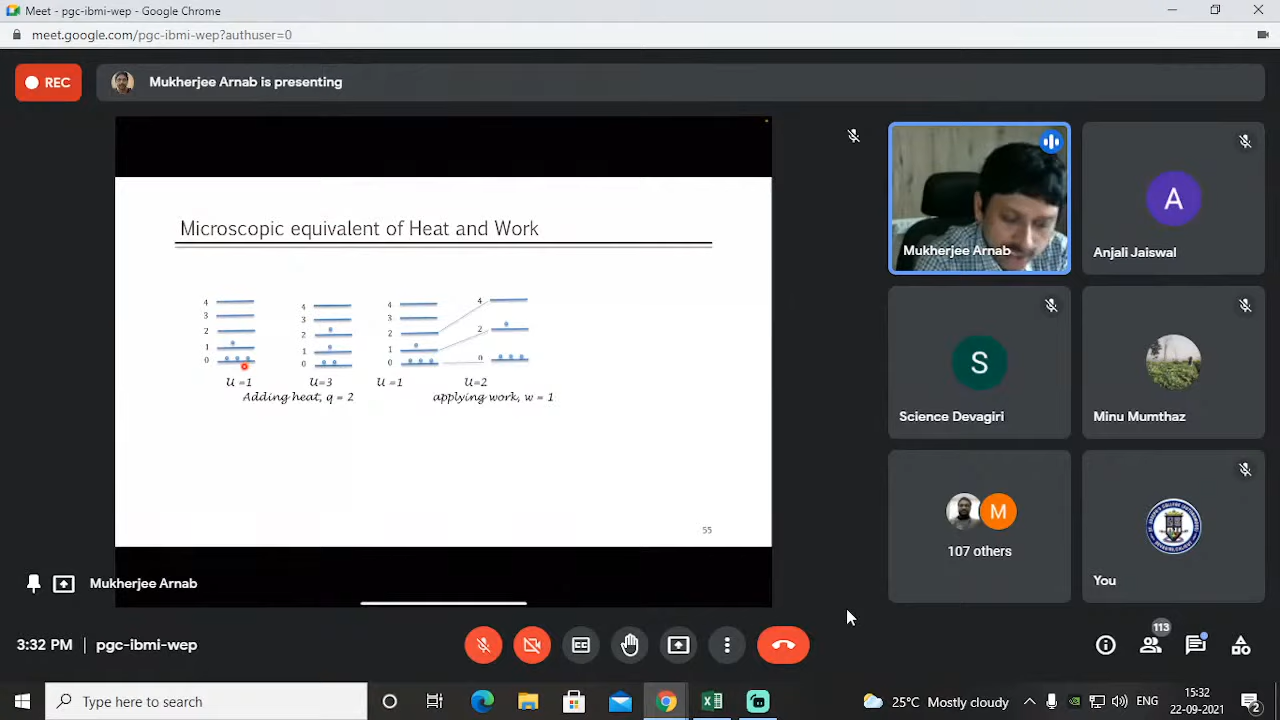 Meet - pgc-ibmi-wep - Google Chrome
meet.google.com/pgc-ibmi-wep?authuser=0
REC
Mukherjee Arnab is presenting
Microscopic equivalent of Heat and Work
4 4 4 4
3 3 3
2 2 2 2
1 1 1
0 0 0 0
U =1 U=3 U =1 U=2
Adding heat, q = 2 applying work, w = 1
55
Mukherjee Arnab
A
Anjali Jaiswal
S
Science Devagiri
Minu Mumthaz
M
107 others
You
Mukherjee Arnab
3:32 PM | pgc-ibmi-wep
113
Type here to search
25°C Mostly cloudy
ENG
15:32
22-09-2021
2